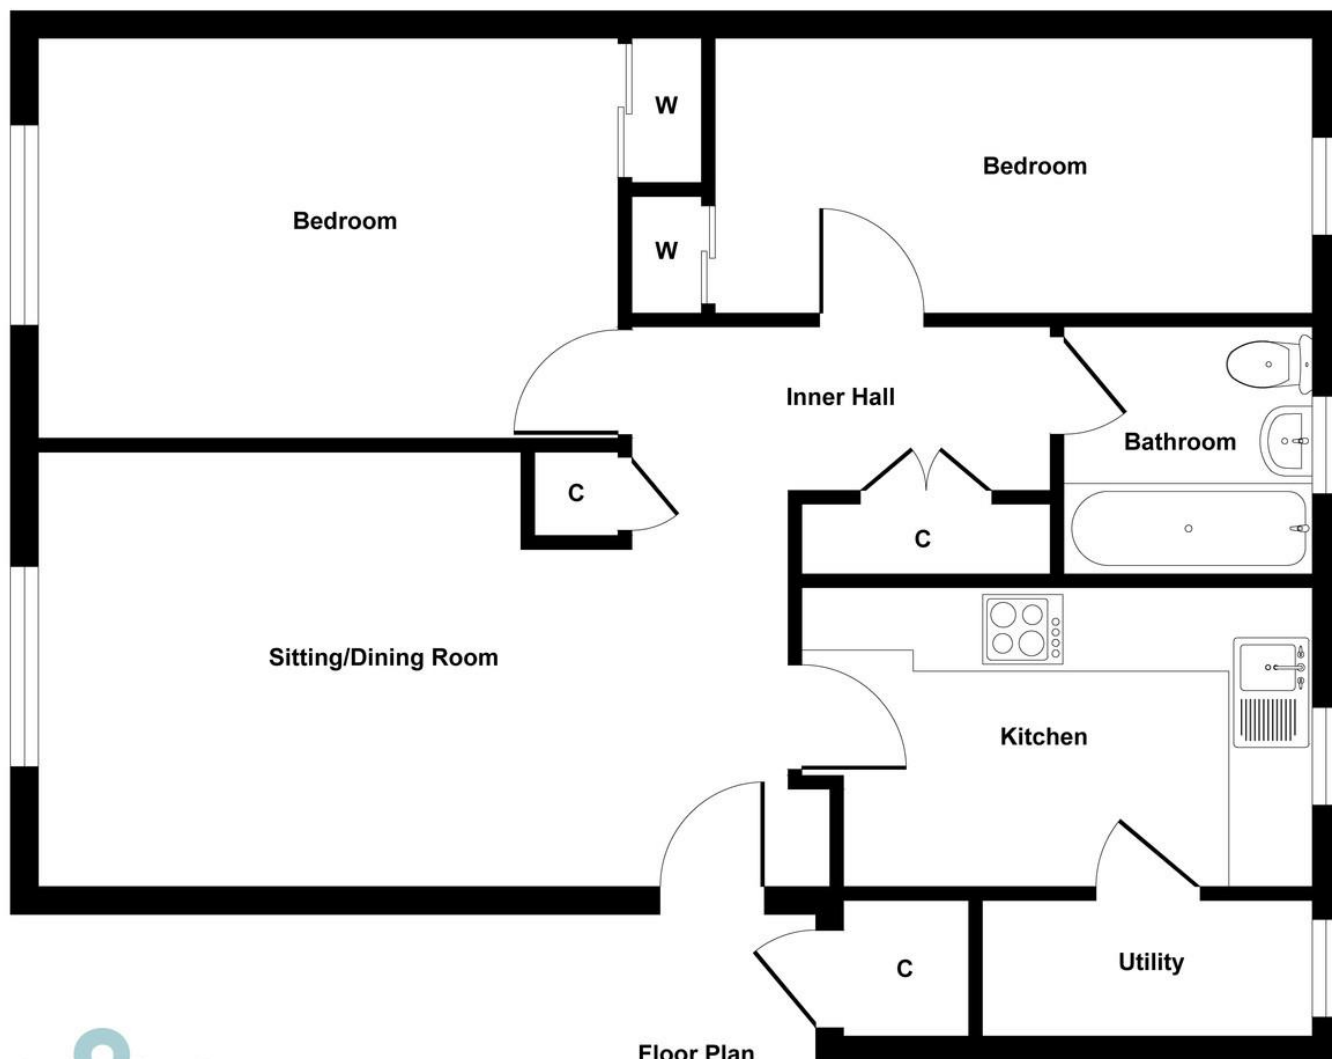 W
Bedroom
Bedroom
W
Inner Hall
Bathroom
C
C
Sitting/Dining Room
Kitchen
Utility
C
Floor Plan